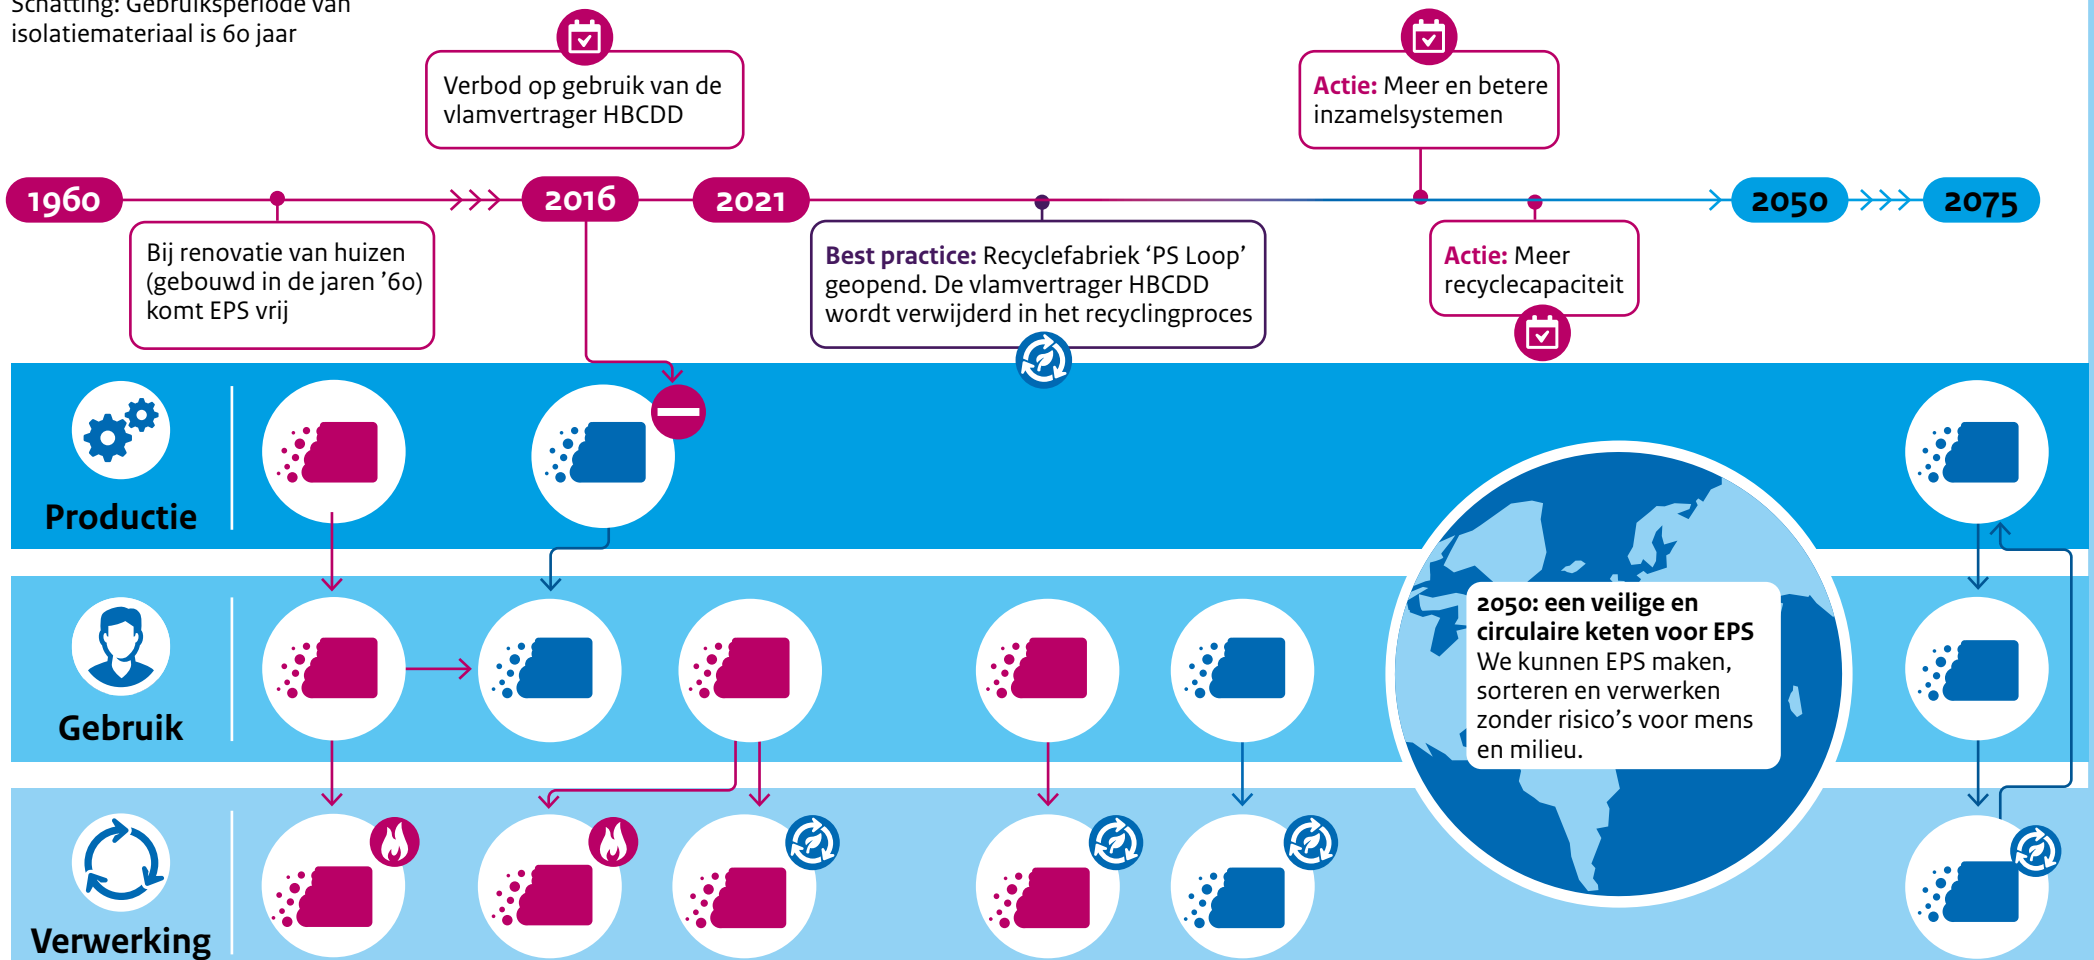 Schatting: Gebruiksperiode van
isolatiemateriaal is 60 jaar
Verbod op gebruik van de
vlamvertrager HBCDD
Actie: Meer en betere
inzamelsystemen
1960
2016
2021
2050
2075
Bij renovatie van huizen
(gebouwd in de jaren ’60)
komt EPS vrij
Best practice: Recyclefabriek ‘PS Loop’
geopend. De vlamvertrager HBCDD
wordt verwijderd in het recyclingproces
Actie: Meer
recyclecapaciteit
Productie
Gebruik
2050: een veilige en
circulaire keten voor EPS
We kunnen EPS maken,
sorteren en verwerken
zonder risico’s voor mens
en milieu.
Verwerking